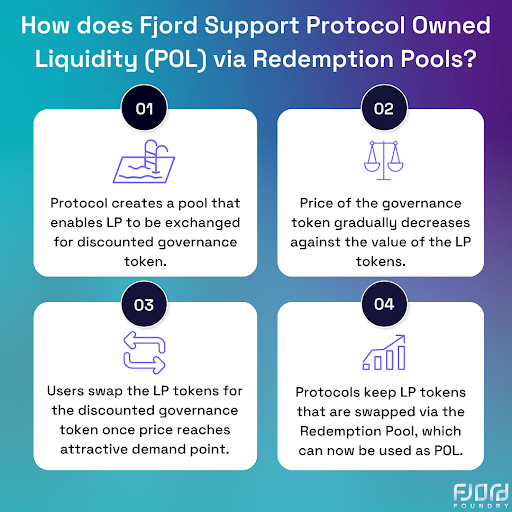 How does Fjord Support Protocol Owned
Liquidity (POL) via Redemption Pools?
01
Protocol creates a pool that
enables LP to be exchanged
for discounted governance
token.
02
Price of the governance
token gradually decreases
against the value of the LP
tokens.
03
Users swap the LP tokens for
the discounted governance
token once price reaches
attractive demand point.
04
Protocols keep LP tokens
that are swapped via the
Redemption Pool, which
can now be used as POL.
Fjord
FOUNDRY